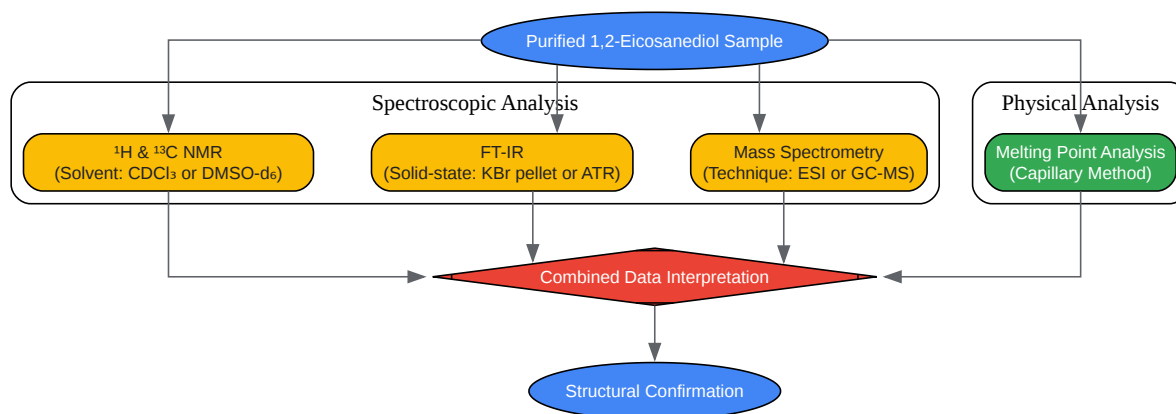 Purified 1,2-Eicosanediol Sample
Spectroscopic Analysis
Physical Analysis
¹H & ¹³C NMR
(Solvent: CDCl₃ or DMSO-d₆)
FT-IR
(Solid-state: KBr pellet or ATR)
Mass Spectrometry
(Technique: ESI or GC-MS)
Melting Point Analysis
(Capillary Method)
Combined Data Interpretation
Structural Confirmation